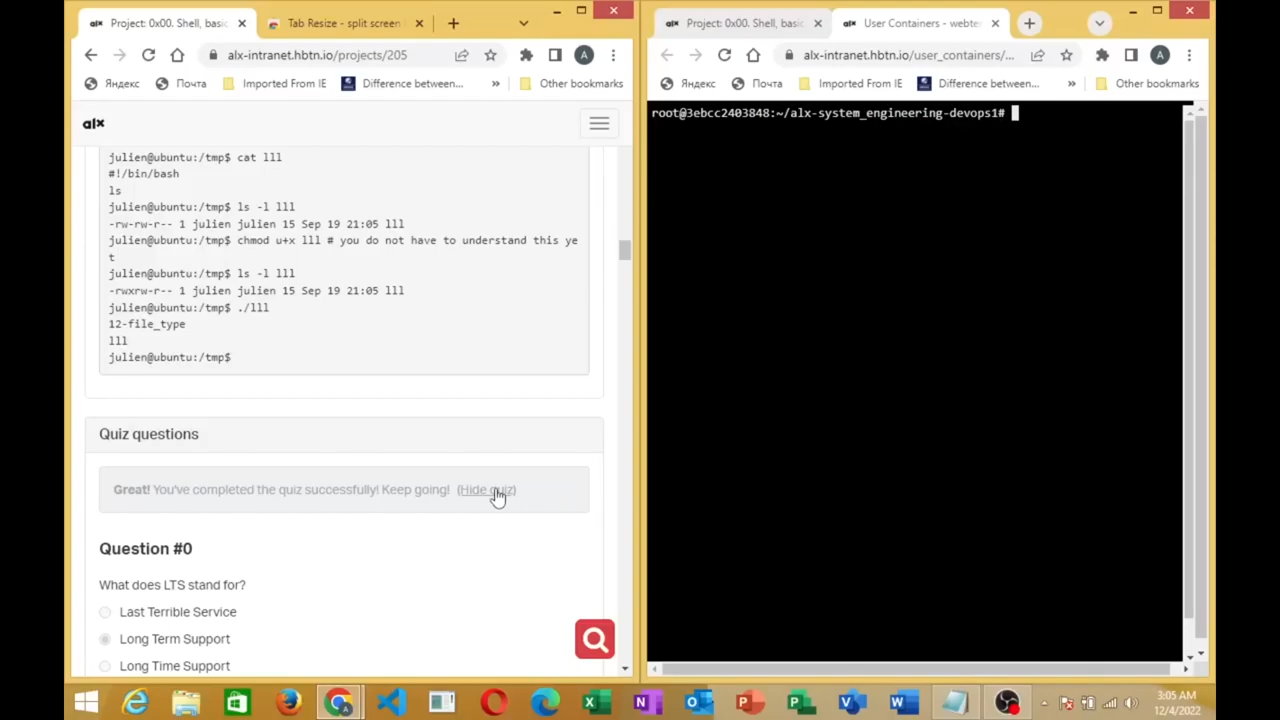 Project: 0x00. Shell, basic
Tab Resize - split screen
alx-intranet.hbtn.io/projects/205
A
Яндекс
Почта
Imported From IE
Difference between...
»
Other bookmarks
alx
julien@ubuntu:/tmp$ cat lll
#!/bin/bash
ls
julien@ubuntu:/tmp$ ls -l lll
-rw-rw-r-- 1 julien julien 15 Sep 19 21:05 lll
julien@ubuntu:/tmp$ chmod u+x lll # you do not have to understand this ye
t
julien@ubuntu:/tmp$ ls -l lll
-rwxrw-r-- 1 julien julien 15 Sep 19 21:05 lll
julien@ubuntu:/tmp$ ./lll
12-file_type
lll
julien@ubuntu:/tmp$
Quiz questions
Great! You've completed the quiz successfully! Keep going! (Hide quiz)
Question #0
What does LTS stand for?
Last Terrible Service
Long Term Support
Long Time Support
alx
Project: 0x00. Shell, basic
alx
User Containers - webte
alx-intranet.hbtn.io/user_containers/...
A
Яндекс
Почта
Imported From IE
Difference between...
»
Other bookmarks
root@3ebcc2403848:~/alx-system_engineering-devops1#
3:05 AM
12/4/2022